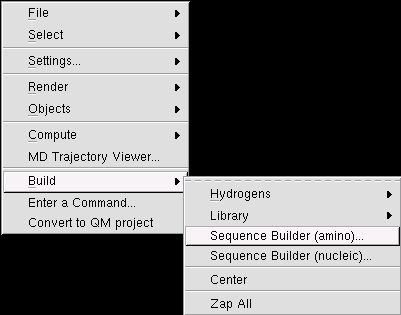 File
Select
Settings...
Render
Objects
Compute
MD Trajectory Viewer...
Build
Enter a Command...
Convert to QM project
Hydrogens
Library
Sequence Builder (amino)...
Sequence Builder (nucleic)...
Center
Zap All